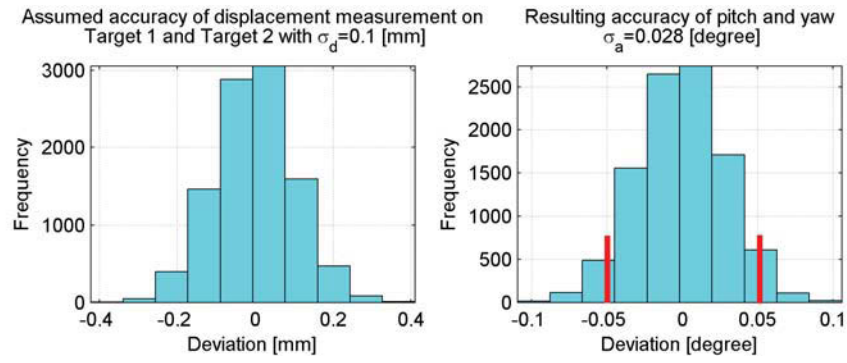 Assumed accuracy of displacement measurement on
Target 1 and Target 2 with σd=0.1 [mm]
3000
2000
1000
0
Frequency
-0.4 -0.2 0 0.2 0.4
Deviation [mm]
Resulting accuracy of pitch and yaw
σa=0.028 [degree]
2500
2000
1500
1000
500
0
Frequency
-0.1 -0.05 0 0.05 0.1
Deviation [degree]